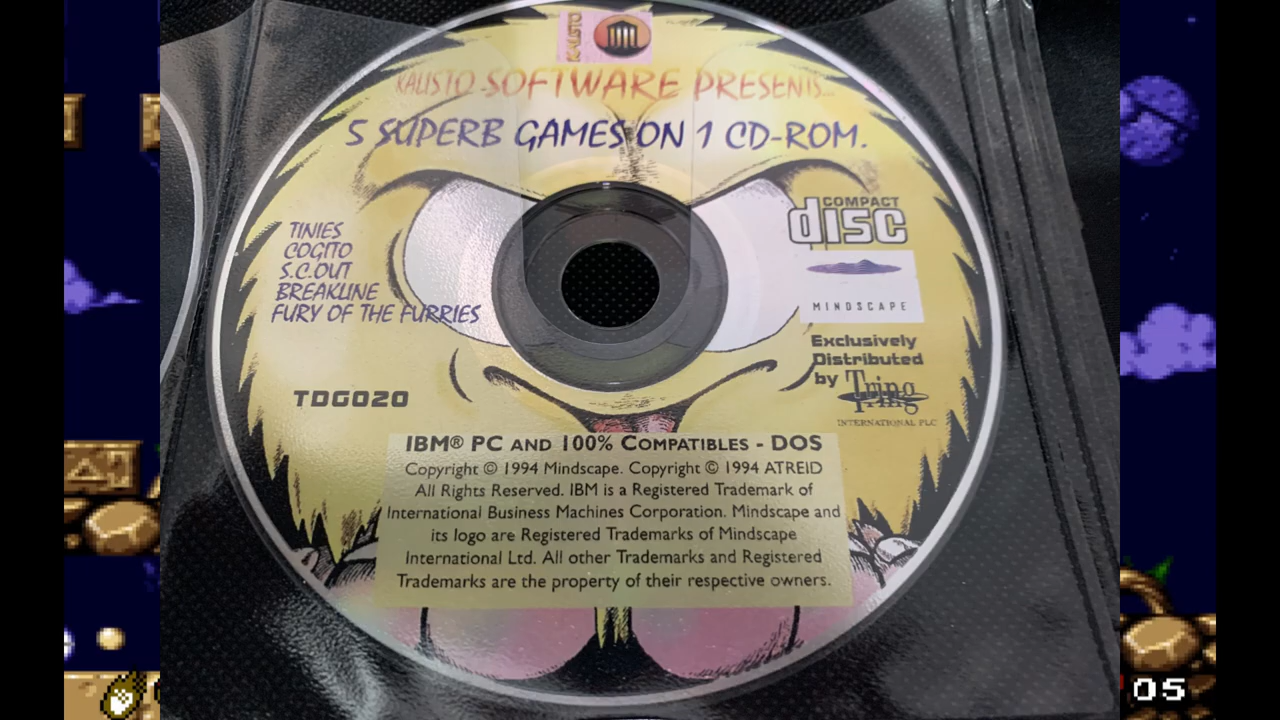 KALISTO
KALISTO SOFTWARE PRESENTS...
5 SUPERB GAMES ON 1 CD-ROM.
TINIES
COGITO
S.C.OUT
BREAKLINE
FURY OF THE FURRIES
TDG020
COMPACT
disc
MINDSCAPE
Exclusively
Distributed
by Tring
INTERNATIONAL PLC
IBM® PC AND 100% COMPATIBLES - DOS
Copyright © 1994 Mindscape. Copyright © 1994 ATREID
All Rights Reserved. IBM is a Registered Trademark of
International Business Machines Corporation. Mindscape and
its logo are Registered Trademarks of Mindscape
International Ltd. All other Trademarks and Registered
Trademarks are the property of their respective owners.
05